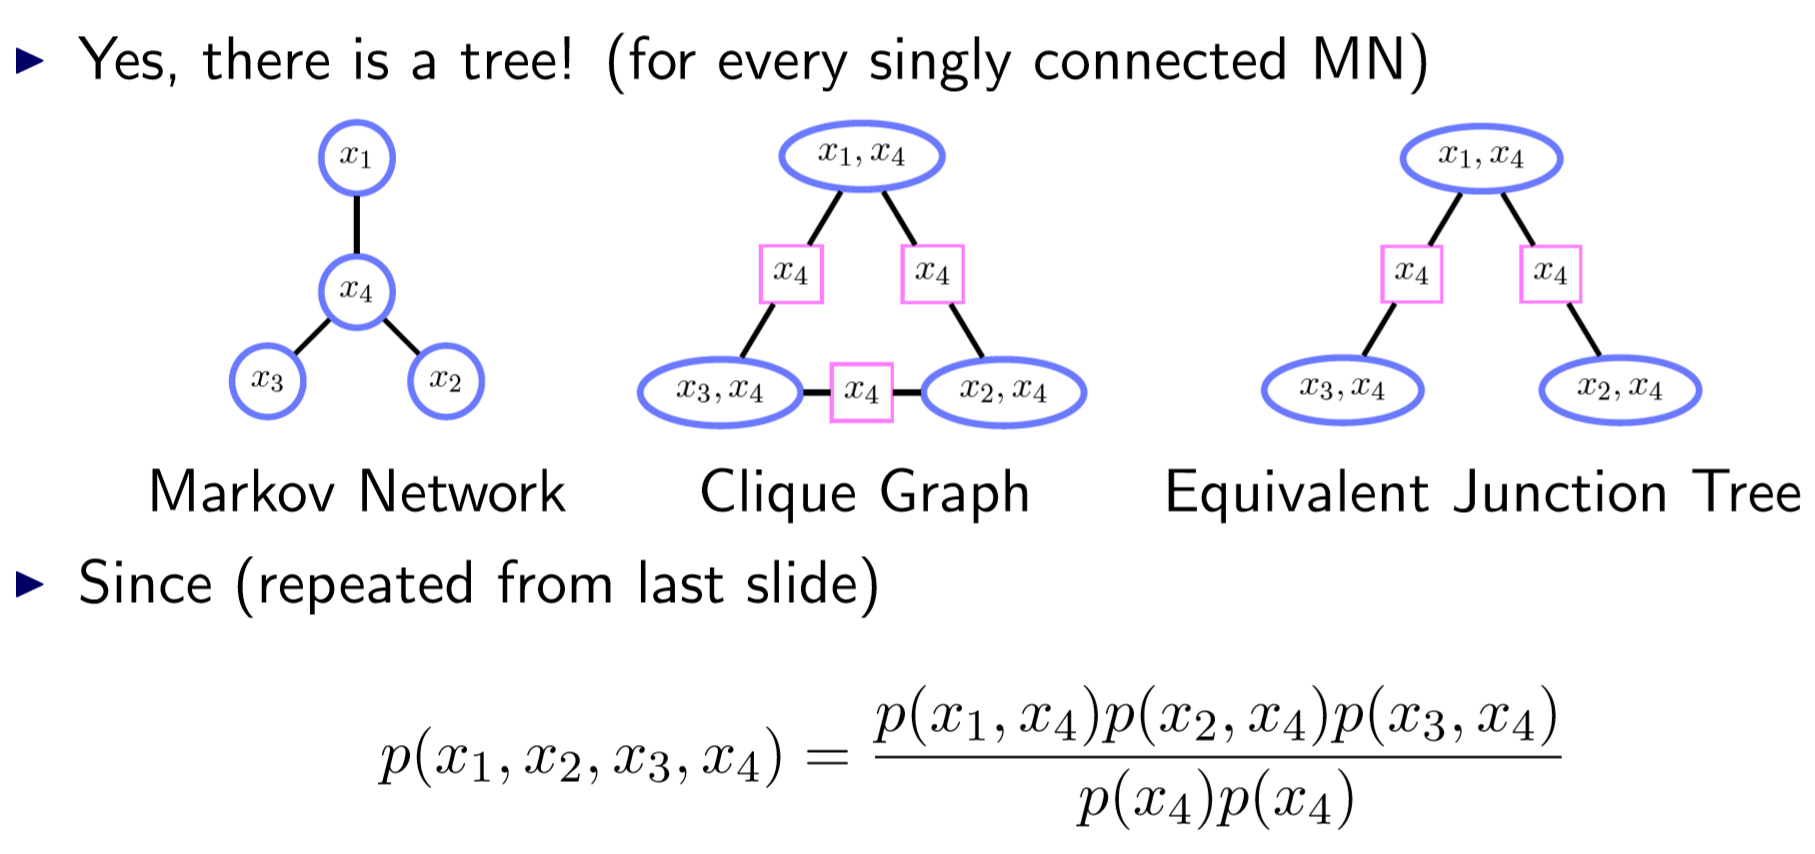 ▶ Yes, there is a tree! (for every singly connected MN)
x₁
x₄
x₃
x₂
Markov Network
x₁, x₄
x₄
x₄
x₃, x₄
x₄
x₂, x₄
Clique Graph
x₁, x₄
x₄
x₄
x₃, x₄
x₂, x₄
Equivalent Junction Tree
▶ Since (repeated from last slide)
p(x₁, x₂, x₃, x₄) = p(x₁, x₄)p(x₂, x₄)p(x₃, x₄)
p(x₄)p(x₄)